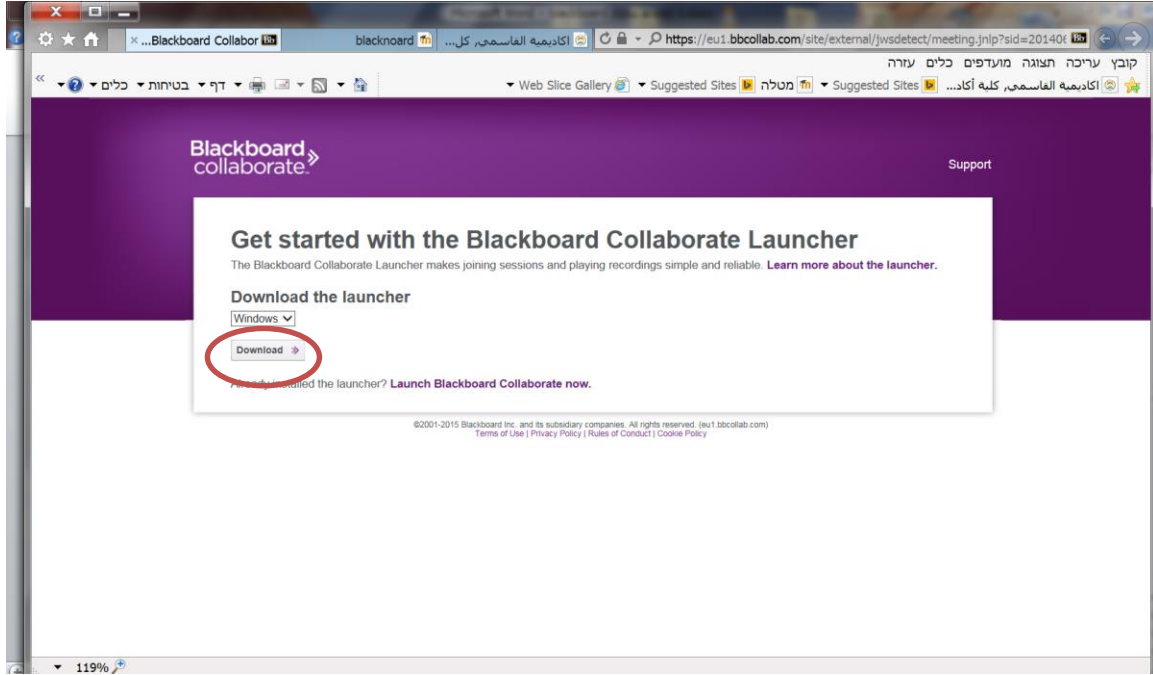 https://eu1.bbcollab.com/site/external/jwsdetect/meeting.jnlp?sid=20140
اكاديمية القاسمي, كل...
blacknoard
Blackboard Collabor...
קובץ עריכה תצוגה מועדפים כלים עזרה
اكاديمية القاسمي, كلية أكاد... Suggested Sites מטלה Suggested Sites Web Slice Gallery
דף בטיחות כלים
Blackboard
collaborate.
Support
Get started with the Blackboard Collaborate Launcher
The Blackboard Collaborate Launcher makes joining sessions and playing recordings simple and reliable. Learn more about the launcher.
Download the launcher
Windows
Download
Already installed the launcher? Launch Blackboard Collaborate now.
©2001-2015 Blackboard Inc. and its subsidiary companies. All rights reserved. (eu1.bbcollab.com)
Terms of Use | Privacy Policy | Rules of Conduct | Cookie Policy
119%